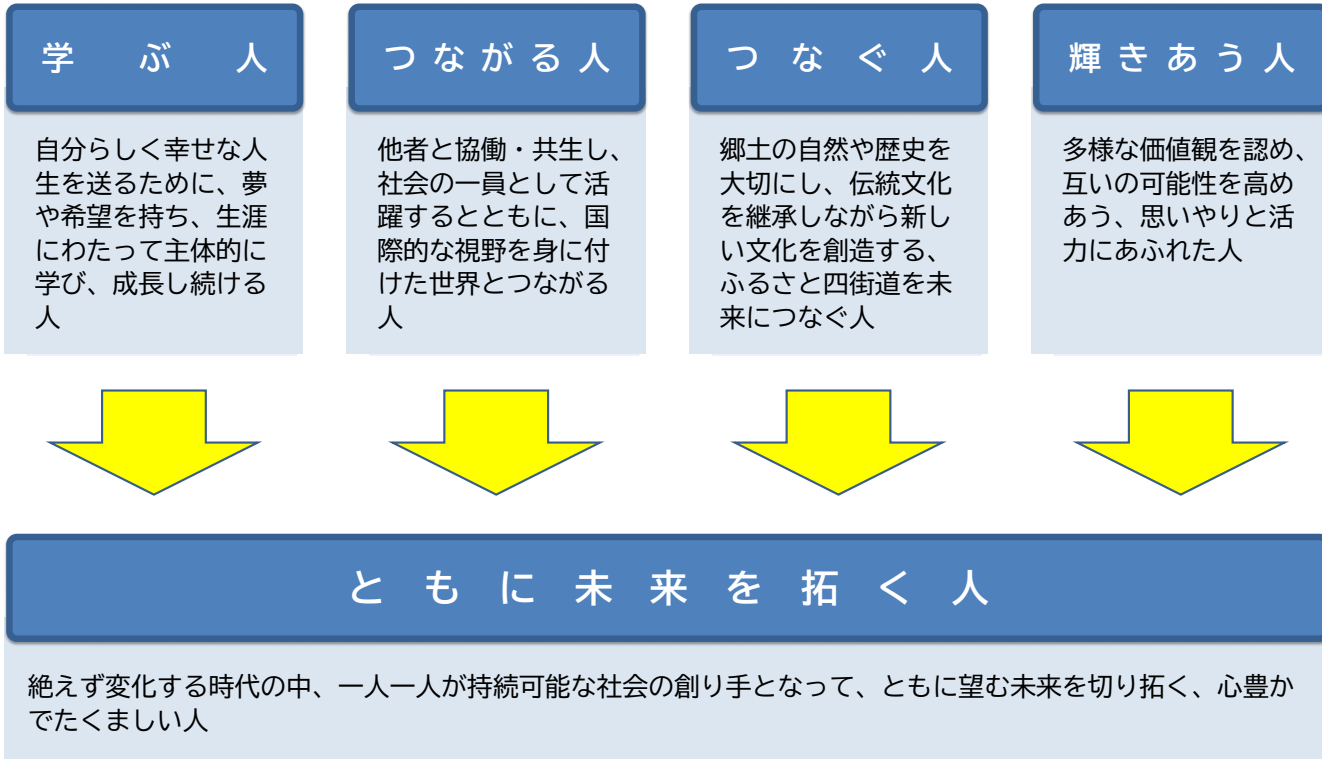 学ぶ人
自分らしく幸せな人
生を送るために、夢
や希望を持ち、生涯
にわたって主体的に
学び、成長し続ける
人
つながる人
他者と協働・共生し、
社会の一員として活
躍するとともに、国
際的な視野を身に付
けた世界とつながる
人
つなぐ人
郷土の自然や歴史を
大切にし、伝統文化
を継承しながら新し
い文化を創造する、
ふるさと四街道を未
来につなぐ人
輝きあう人
多様な価値観を認め、
互いの可能性を高め
あう、思いやりと活
力にあふれた人
ともに未来を拓く人
絶えず変化する時代の中、一人一人が持続可能な社会の創り手となって、ともに望む未来を切り拓く、心豊か
でたくましい人